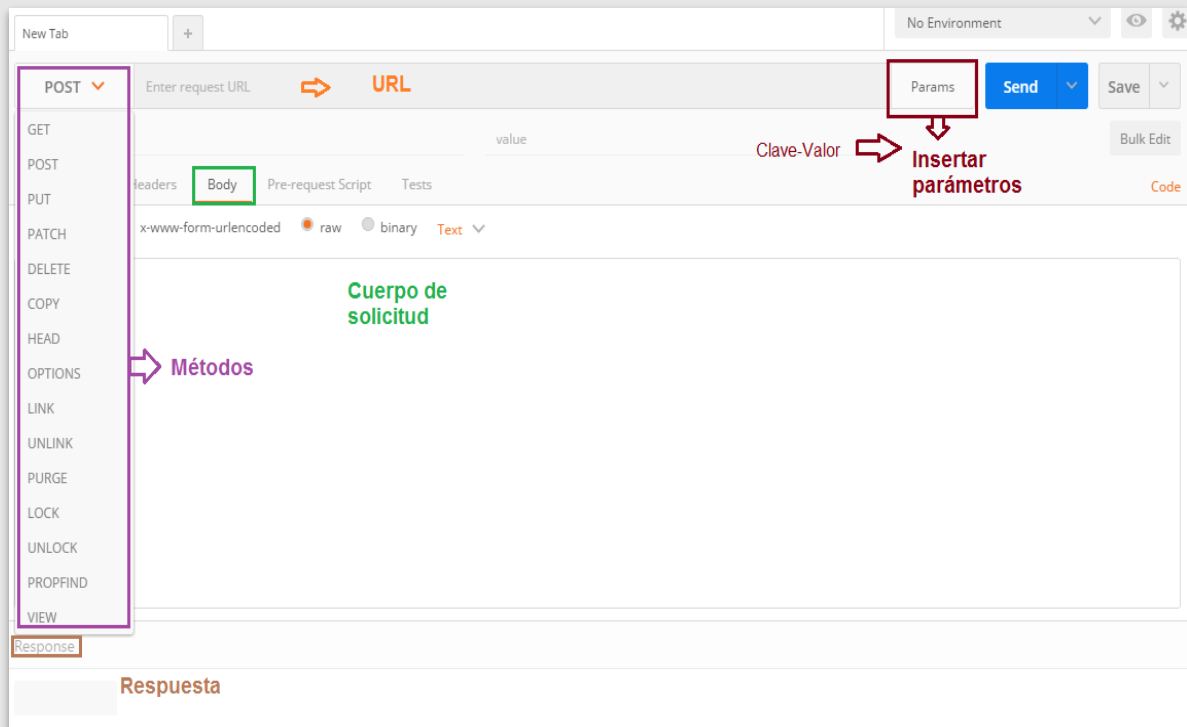 New Tab
+
No Environment
POST
Enter request URL
URL
Params
Send
Save
GET
value
Clave-Valor
Insertar
parámetros
Bulk Edit
POST
Headers
Body
Pre-request Script
Tests
Code
PUT
x-www-form-urlencoded
raw
binary
Text
PATCH
DELETE
Cuerpo de
solicitud
COPY
HEAD
OPTIONS
Métodos
LINK
UNLINK
PURGE
LOCK
UNLOCK
PROPFIND
VIEW
Response
Respuesta